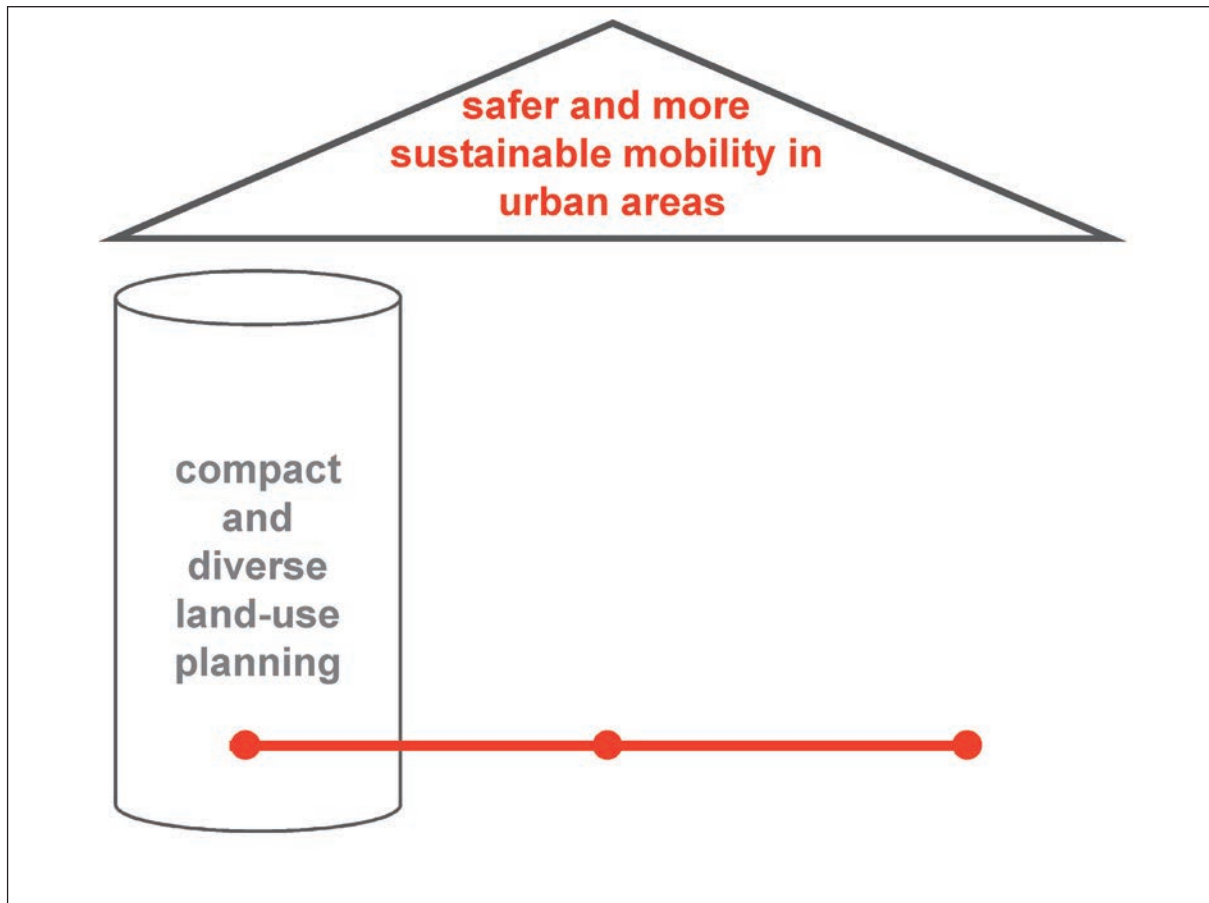 safer and more
sustainable mobility in
urban areas
compact
and
diverse
land-use
planning